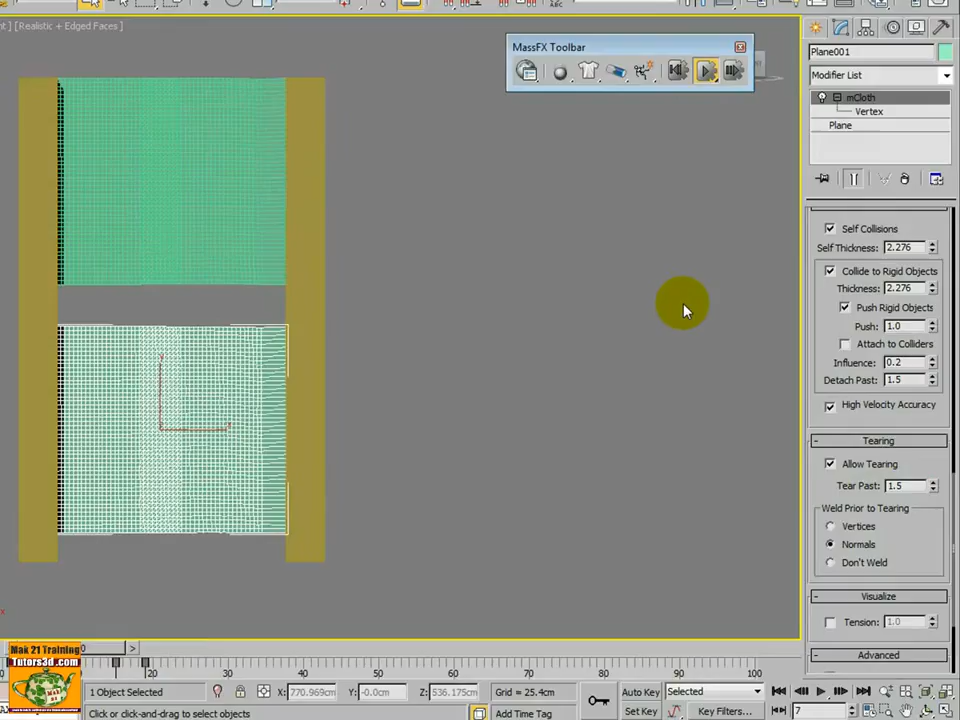 [Realistic + Edged Faces]
MassFX Toolbar
Plane001
Modifier List
mCloth
Vertex
Plane
Self Collisions
Self Thickness: 2.276
Collide to Rigid Objects
Thickness: 2.276
Push Rigid Objects
Push: 1.0
Attach to Colliders
Influence: 0.2
Detach Past: 1.5
High Velocity Accuracy
Tearing
Allow Tearing
Tear Past: 1.5
Weld Prior to Tearing
Vertices
Normals
Don't Weld
Visualize
Tension: 1.0
Advanced
Mak 21 Training
Tutors3d.com
20 30 40 50 60 70 80 90 100
1 Object Selected
X: 770.969cm Y: -0.0cm Z: 536.175cm
Grid = 25.4cm
Auto Key Selected
Set Key Key Filters...
7
Click or click-and-drag to select objects
Add Time Tag